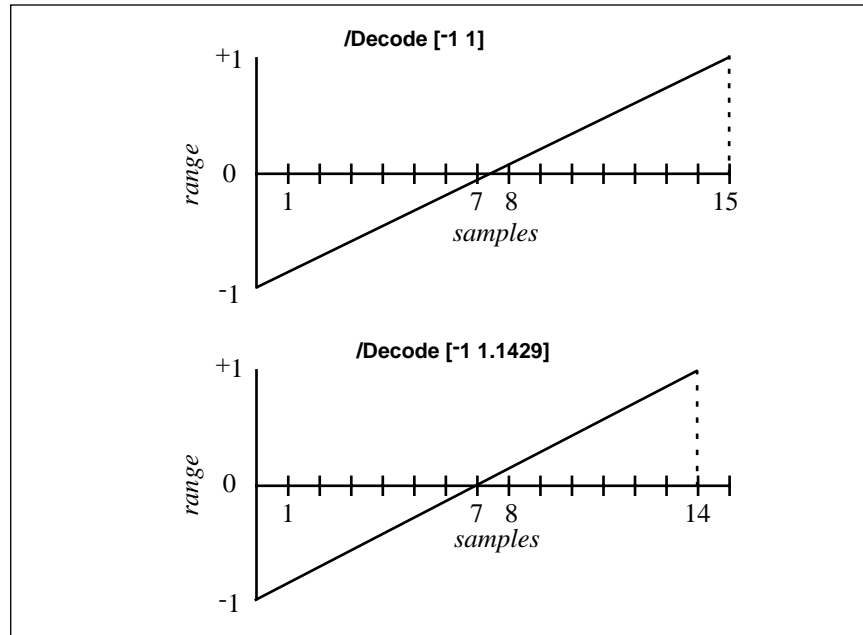 /Decode [-1 1]
+1
range
0
1
7
8
15
samples
-1
/Decode [-1 1.1429]
+1
range
0
1
7
8
14
samples
-1